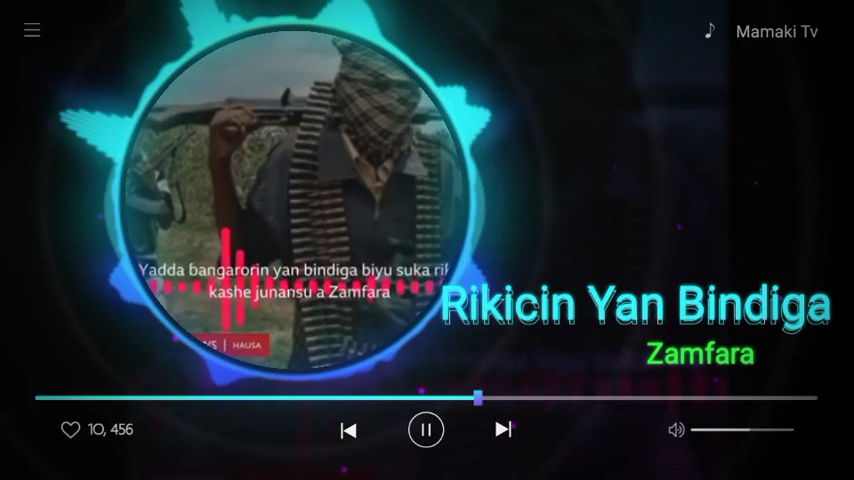 Mamaki Tv
Yadda bangarorin yan bindiga biyu suka
kashe junansu a Zamfara
HAUSA
Rikicin Yan Bindiga
Zamfara
10, 456